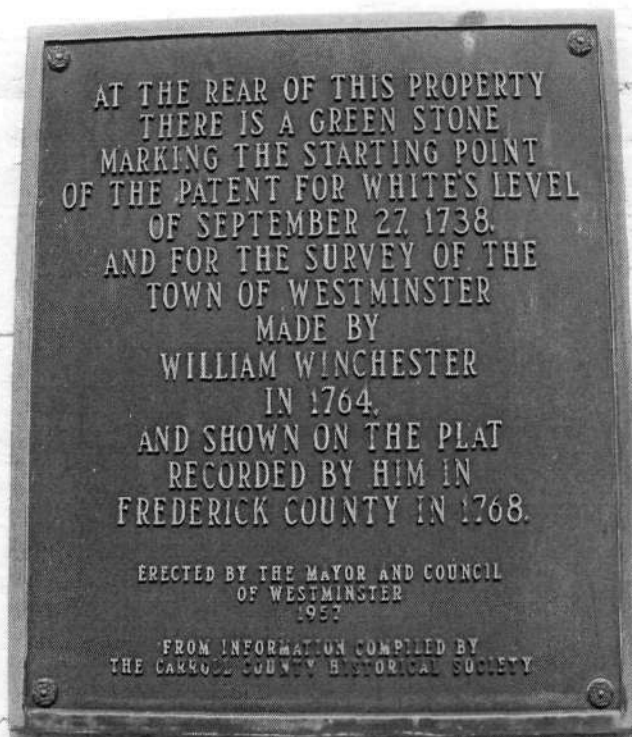 AT THE REAR OF THIS PROPERTY
THERE IS A GREEN STONE
MARKING THE STARTING POINT
OF THE PATENT FOR WHITE'S LEVEL
OF SEPTEMBER 27, 1738,
AND FOR THE SURVEY OF THE
TOWN OF WESTMINSTER
MADE BY
WILLIAM WINCHESTER
IN 1764,
AND SHOWN ON THE PLAT
RECORDED BY HIM IN
FREDERICK COUNTY IN 1768.
ERECTED BY THE MAYOR AND COUNCIL
OF WESTMINSTER
1957
FROM INFORMATION COMPILED BY
THE CARROLL COUNTY HISTORICAL SOCIETY